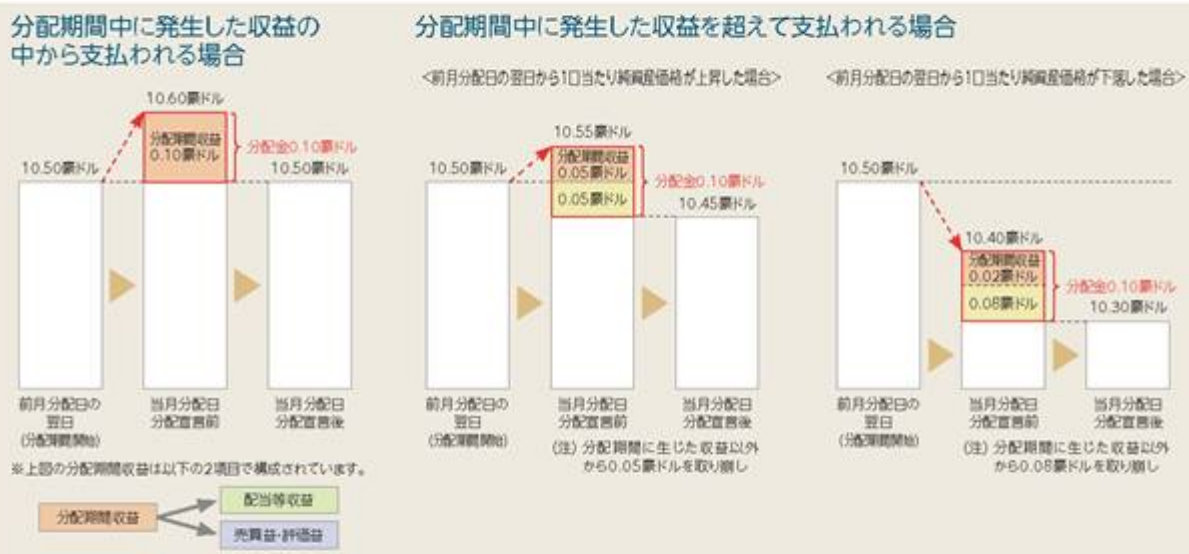 分配期間中に発生した収益の
中から支払われる場合
10.60豪ドル
分配期間収益
0.10豪ドル
分配金0.10豪ドル
10.50豪ドル
10.50豪ドル
前月分配日の
翌日
(分配期間開始)
当月分配日
分配宣言前
当月分配日
分配宣言後
※上図の分配期間収益は以下の2項目で構成されています。
分配期間収益
配当等収益
売買益・評価益
分配期間中に発生した収益を超えて支払われる場合
<前月分配日の翌日から1口当たり純資産価格が上昇した場合>
10.55豪ドル
10.50豪ドル
分配期間収益
0.05豪ドル
0.05豪ドル
分配金0.10豪ドル
10.45豪ドル
前月分配日の
翌日
(分配期間開始)
当月分配日
分配宣言前
当月分配日
分配宣言後
(注) 分配期間に生じた収益以外
から0.05豪ドルを取り崩し
<前月分配日の翌日から1口当たり純資産価格が下落した場合>
10.50豪ドル
10.40豪ドル
分配期間収益
0.02豪ドル
0.08豪ドル
分配金0.10豪ドル
10.30豪ドル
前月分配日の
翌日
(分配期間開始)
当月分配日
分配宣言前
当月分配日
分配宣言後
(注) 分配期間に生じた収益以外
から0.08豪ドルを取り崩し